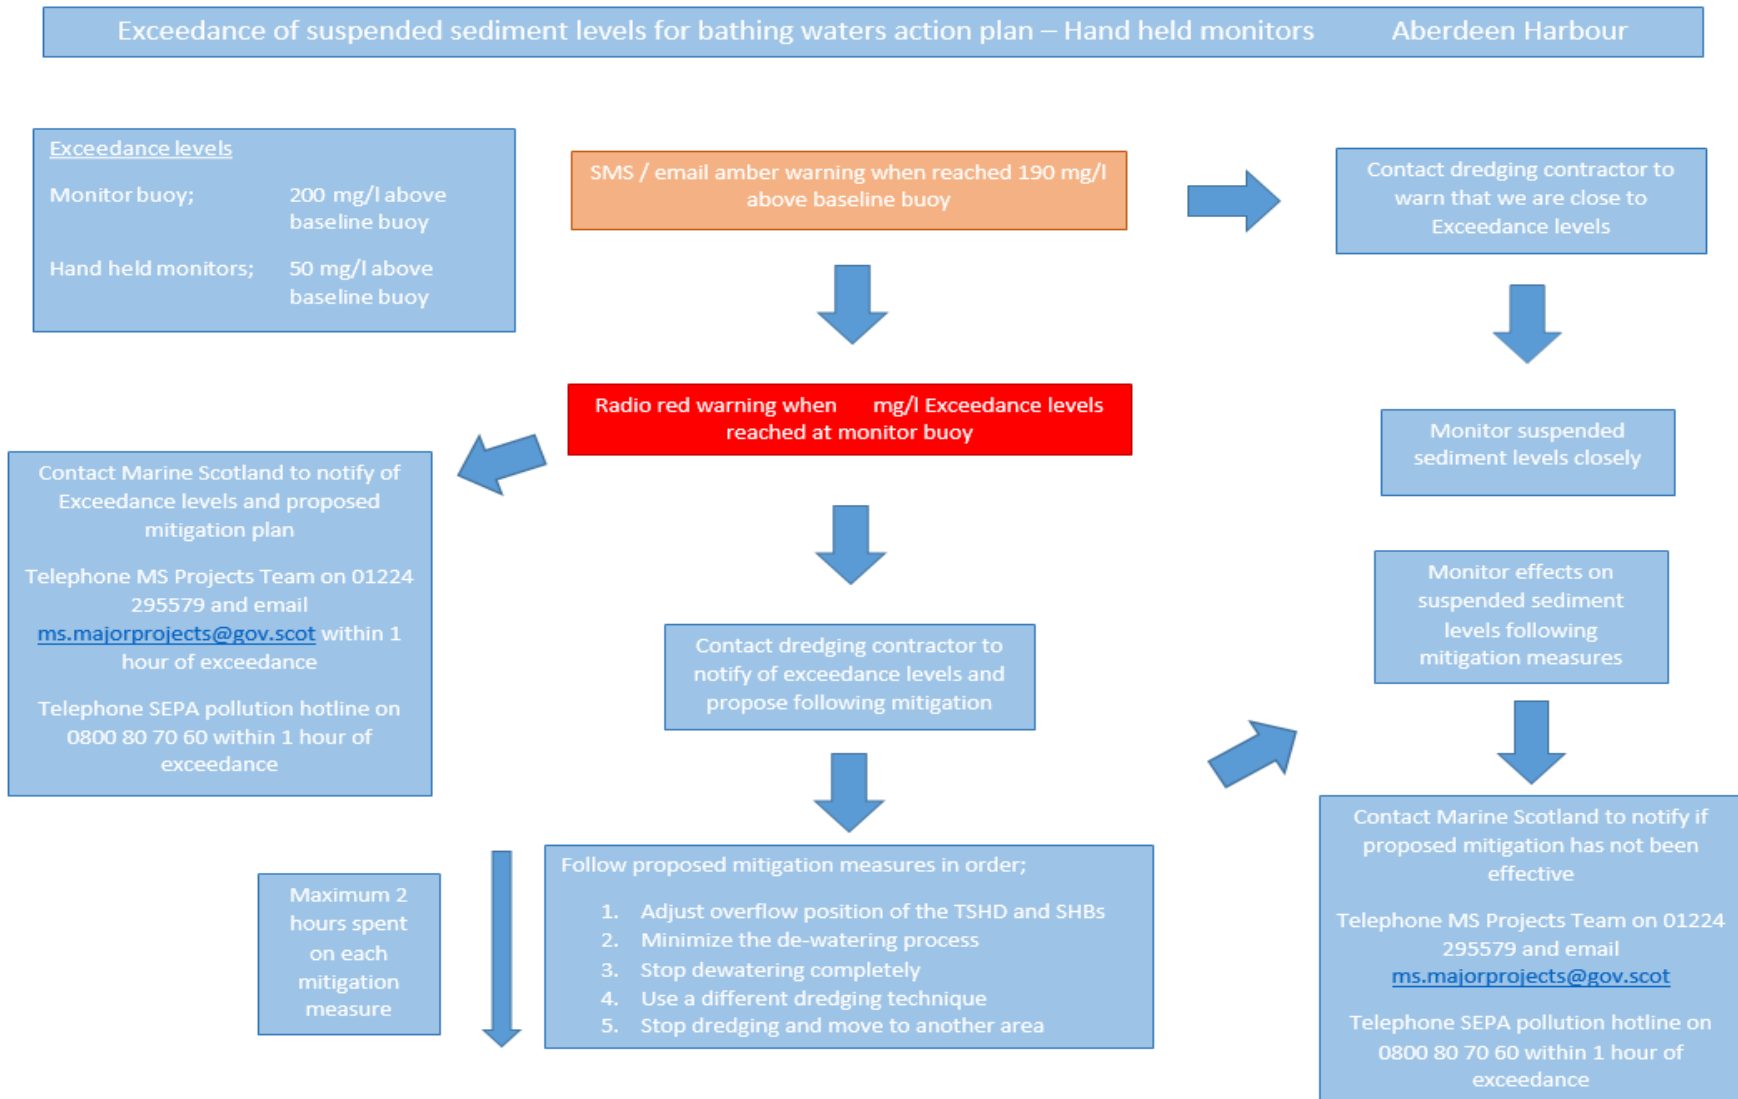 Exceedance of suspended sediment levels for bathing waters action plan – Hand held monitors Aberdeen Harbour
Exceedance levels
Monitor buoy; 200 mg/l above
baseline buoy
Hand held monitors; 50 mg/l above
baseline buoy
SMS / email amber warning when reached 190 mg/l
above baseline buoy
Contact dredging contractor to
warn that we are close to
Exceedance levels
Radio red warning when mg/l Exceedance levels
reached at monitor buoy
Monitor suspended
sediment levels closely
Contact Marine Scotland to notify of
Exceedance levels and proposed
mitigation plan
Telephone MS Projects Team on 01224
295579 and email
ms.majorprojects@gov.scot within 1
hour of exceedance
Telephone SEPA pollution hotline on
0800 80 70 60 within 1 hour of
exceedance
Contact dredging contractor to
notify of exceedance levels and
propose following mitigation
Monitor effects on
suspended sediment
levels following
mitigation measures
Maximum 2
hours spent
on each
mitigation
measure
Follow proposed mitigation measures in order;
1. Adjust overflow position of the TSHD and SHBs
2. Minimize the de-watering process
3. Stop dewatering completely
4. Use a different dredging technique
5. Stop dredging and move to another area
Contact Marine Scotland to notify if
proposed mitigation has not been
effective
Telephone MS Projects Team on 01224
295579 and email
ms.majorprojects@gov.scot
Telephone SEPA pollution hotline on
0800 80 70 60 within 1 hour of
exceedance